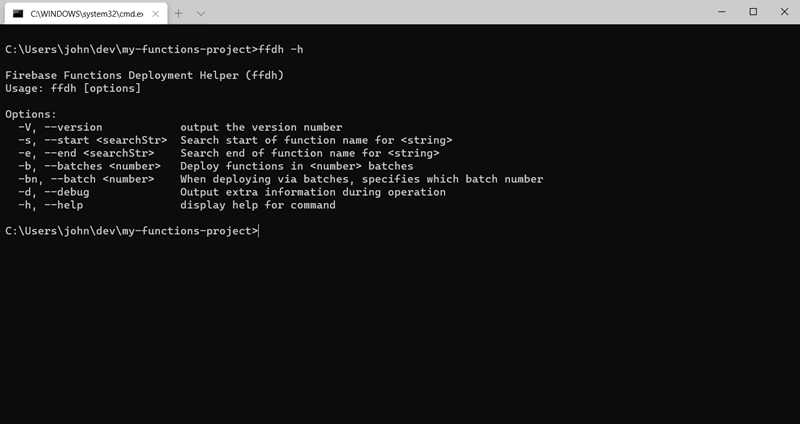 C:\WINDOWS\system32\cmd.ex
C:\Users\john\dev\my-functions-project>ffdh -h
Firebase Functions Deployment Helper (ffdh)
Usage: ffdh [options]
Options:
-V, --version output the version number
-s, --start <searchStr> Search start of function name for <string>
-e, --end <searchStr> Search end of function name for <string>
-b, --batches <number> Deploy functions in <number> batches
-bn, --batch <number> When deploying via batches, specifies which batch number
-d, --debug Output extra information during operation
-h, --help display help for command
C:\Users\john\dev\my-functions-project>